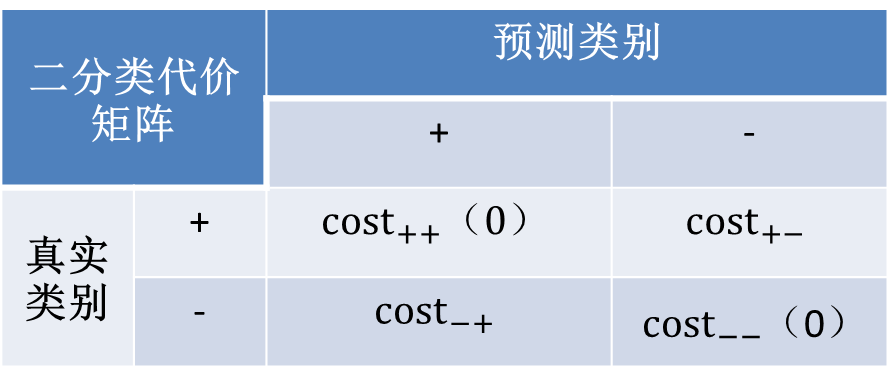 二分类代价
矩阵
预测类别
+
-
真实
类别
+
cost₊₊（0）
cost₊₋
-
cost₋₊
cost₋₋（0）